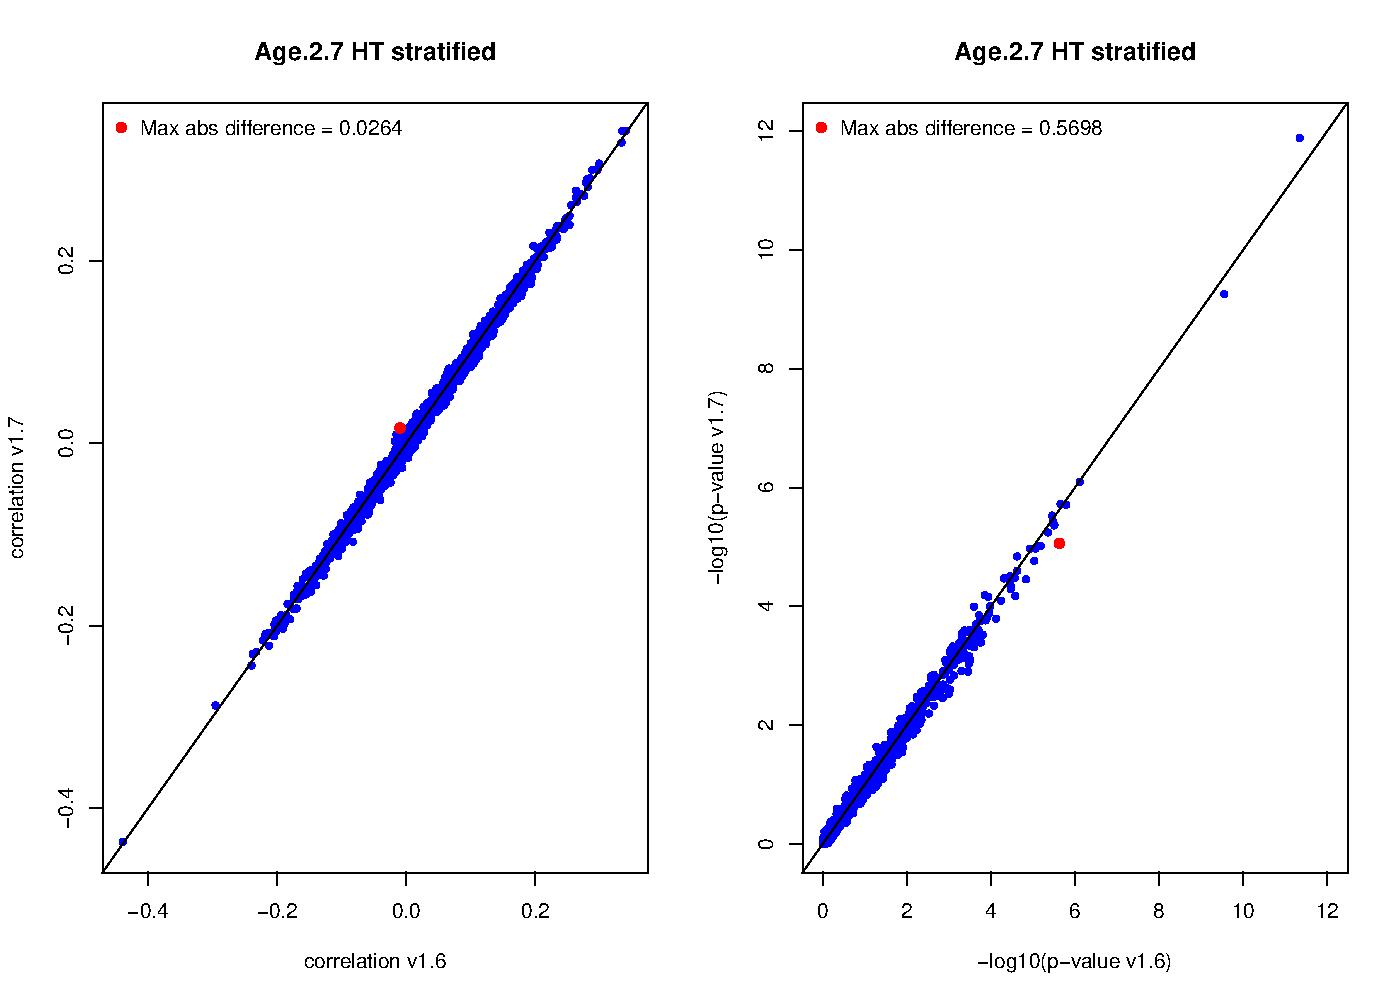 Age.2.7 HT stratified
Max abs difference = 0.0264
correlation v1.7
0.2
0.0
−0.2
−0.4
−0.4 −0.2 0.0 0.2
correlation v1.6
Age.2.7 HT stratified
Max abs difference = 0.5698
−log10(p−value v1.7)
12
10
8
6
4
2
0
0 2 4 6 8 10 12
−log10(p−value v1.6)